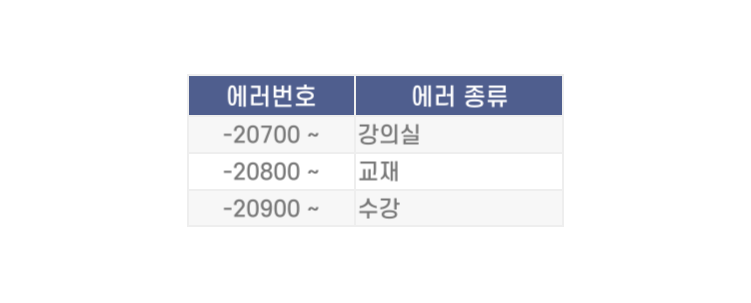 에러번호 에러 종류
-20700 ~ 강의실
-20800 ~ 교재
-20900 ~ 수강